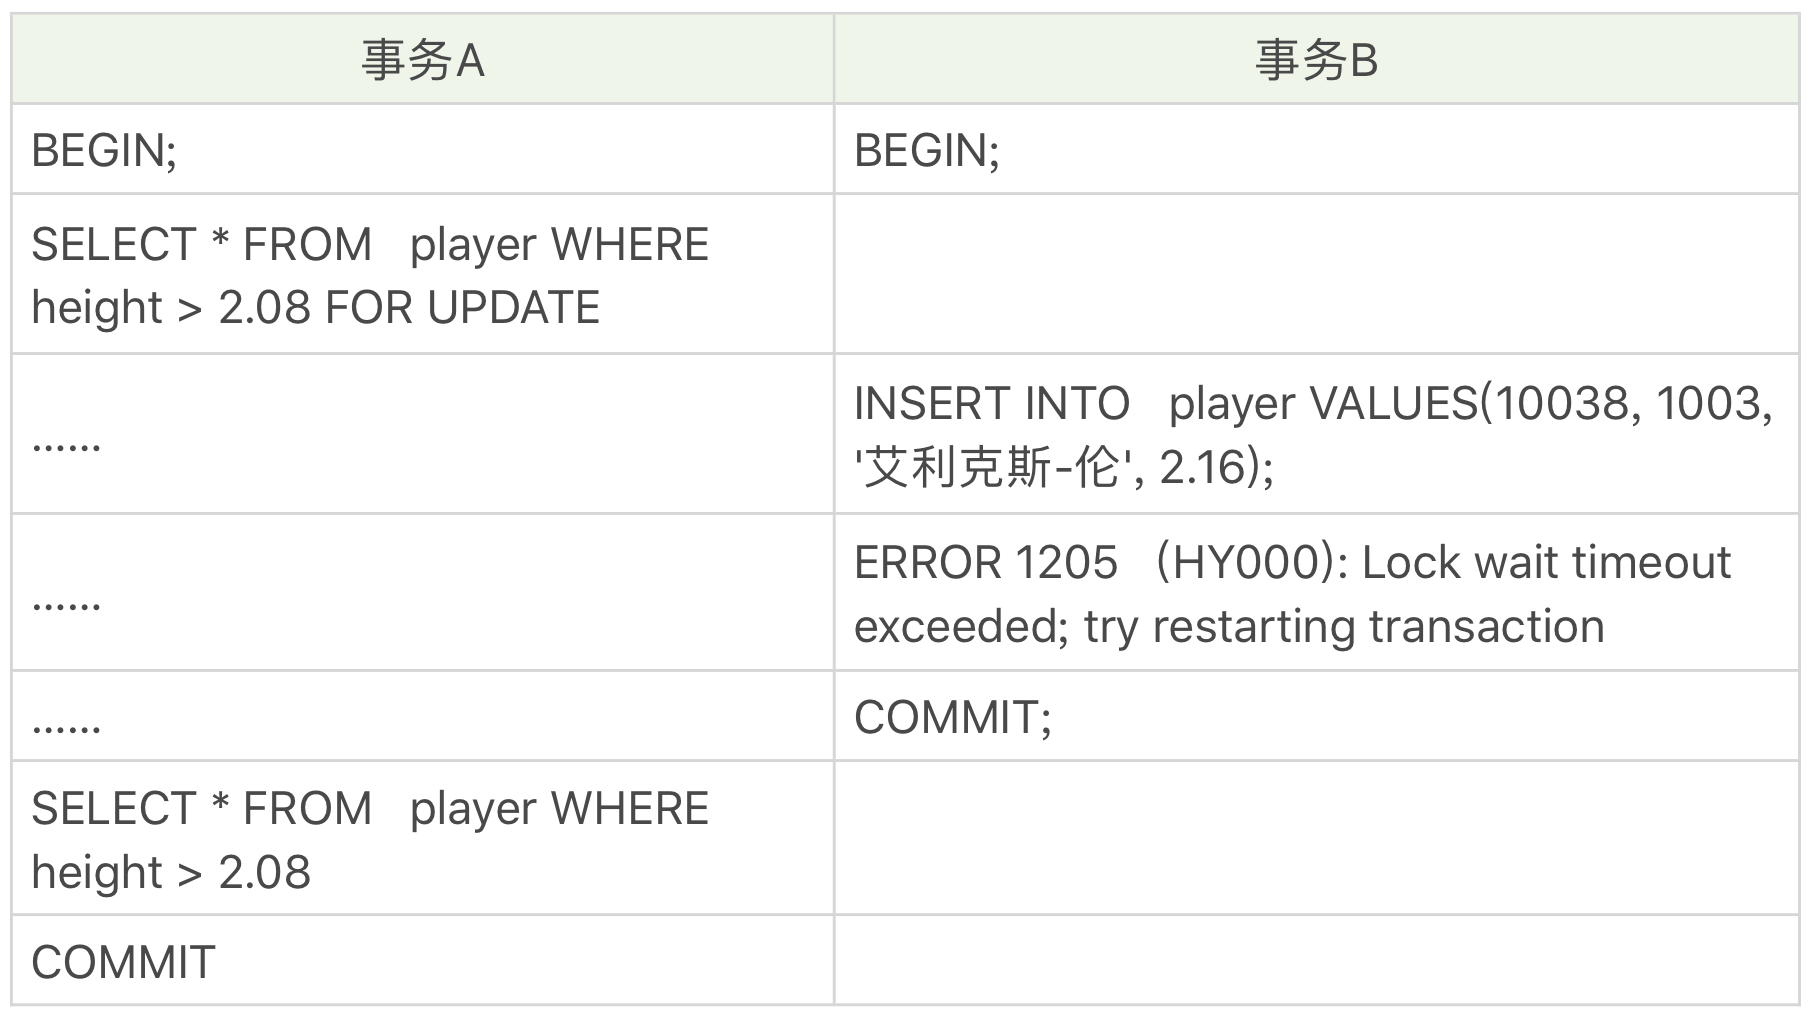 事务A
事务B
BEGIN;
BEGIN;
SELECT * FROM player WHERE
height > 2.08 FOR UPDATE
......
INSERT INTO player VALUES(10038, 1003,
'艾利克斯-伦', 2.16);
......
ERROR 1205 (HY000): Lock wait timeout
exceeded; try restarting transaction
......
COMMIT;
SELECT * FROM player WHERE
height > 2.08
COMMIT